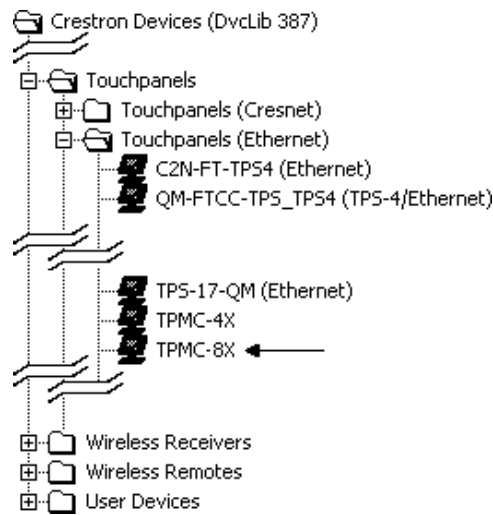 Crestron Devices (DvcLib 387)
Touchpanels
Touchpanels (Cresnet)
Touchpanels (Ethernet)
C2N-FT-TPS4 (Ethernet)
QM-FTCC-TPS_TPS4 (TPS-4/Ethernet)
TPS-17-QM (Ethernet)
TPMC-4X
TPMC-8X
Wireless Receivers
Wireless Remotes
User Devices